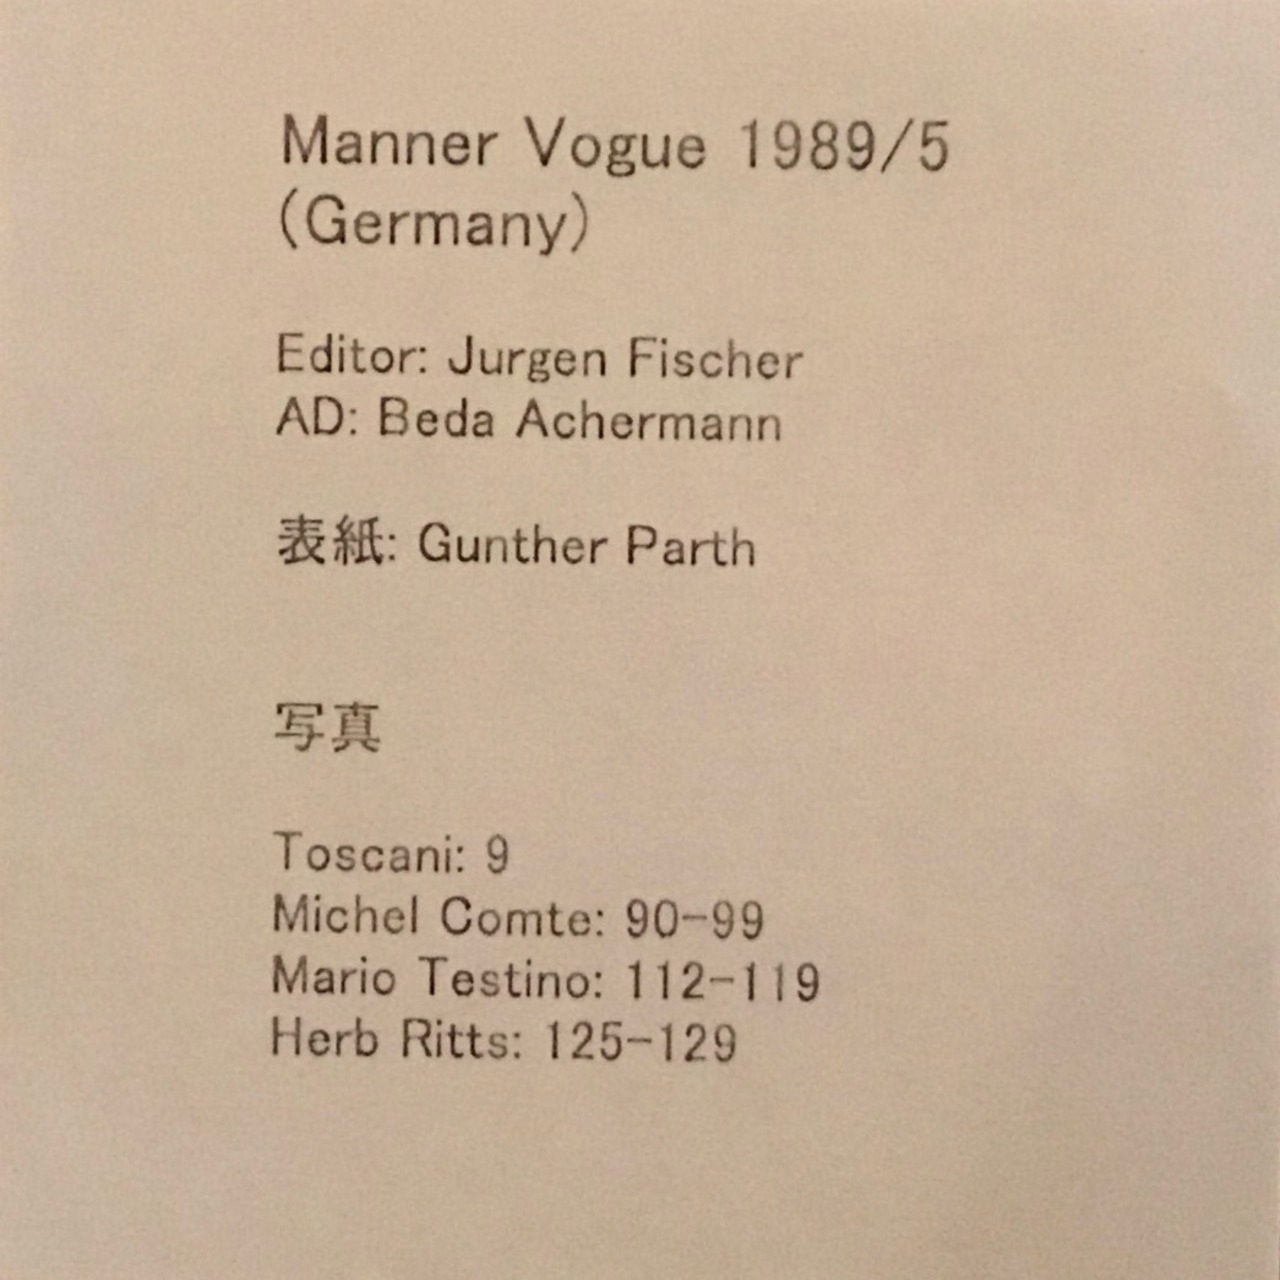 Manner Vogue 1989/5
(Germany)
Editor: Jurgen Fischer
AD: Beda Achermann
表紙: Gunther Parth
写真
Toscani: 9
Michel Comte: 90-99
Mario Testino: 112-119
Herb Ritts: 125-129